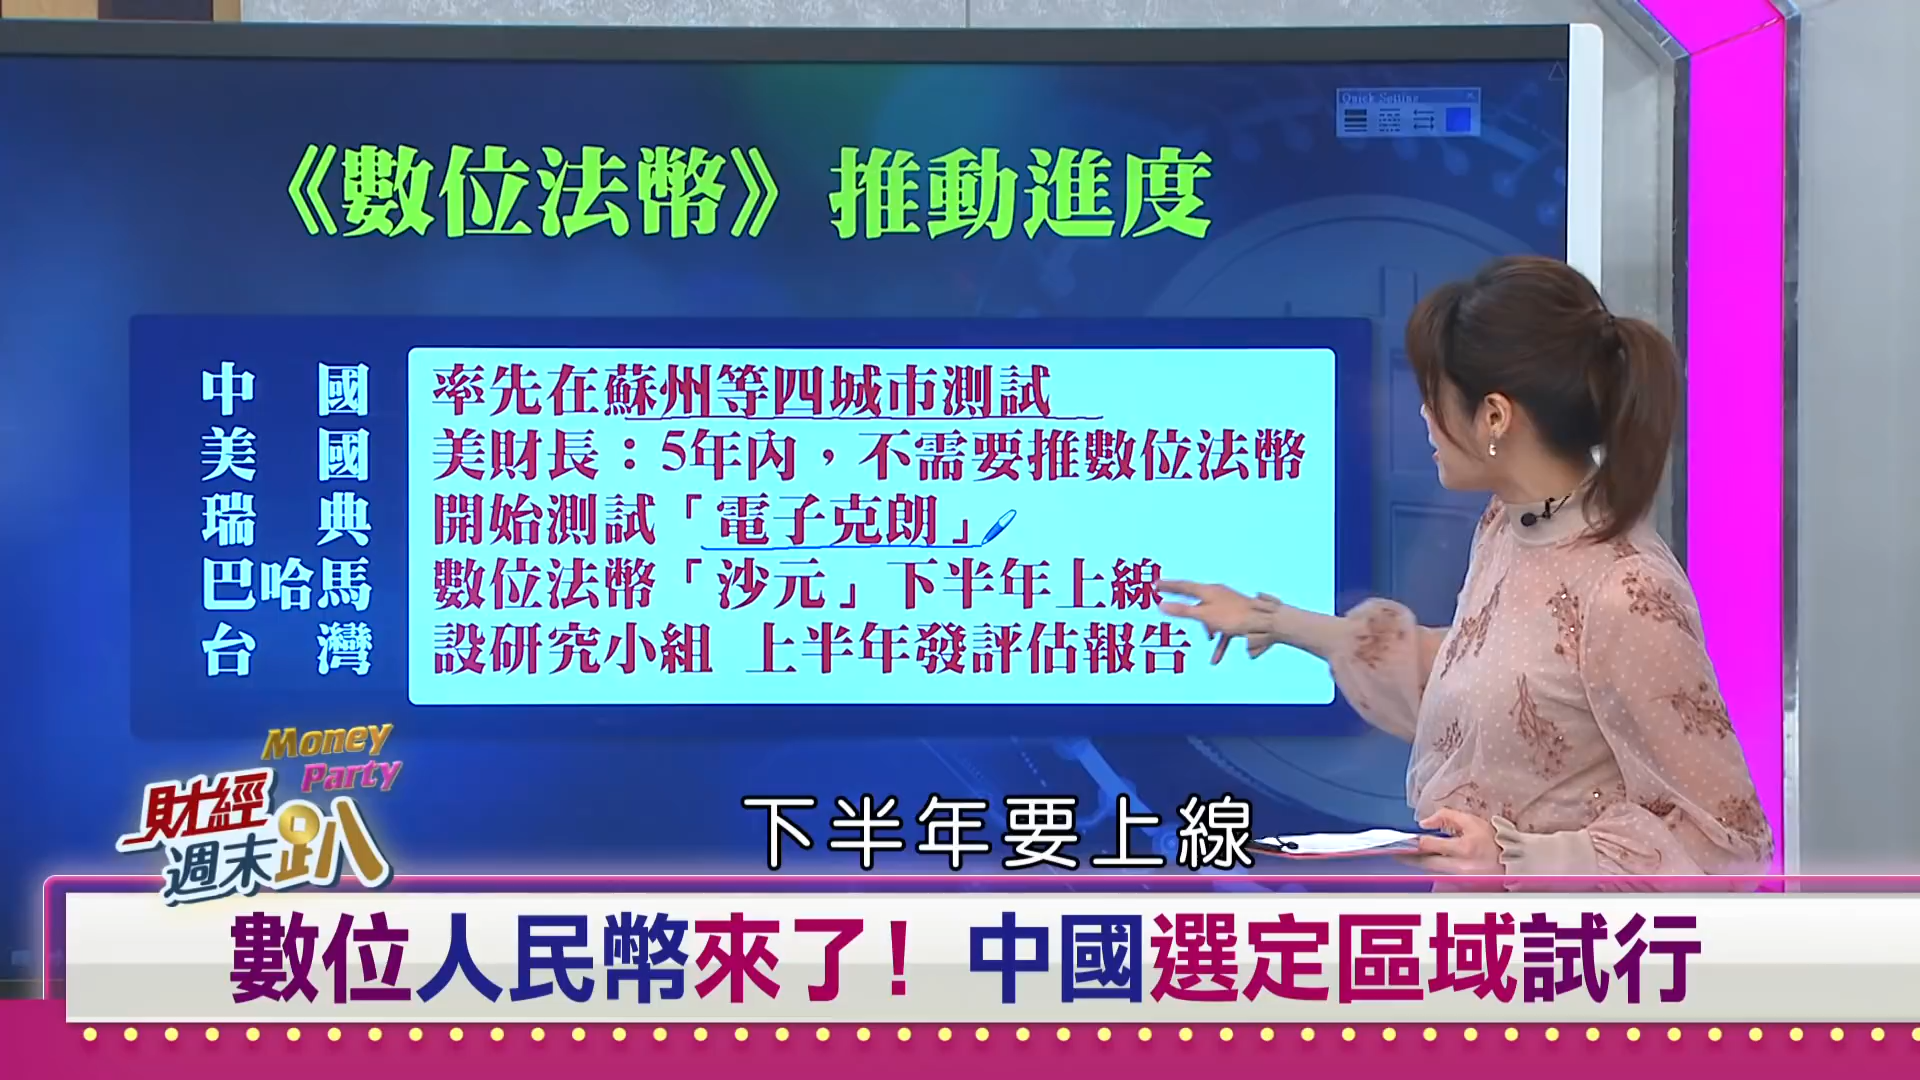 Quick Setting
《數位法幣》推動進度
中國 率先在蘇州等四城市測試
美國 美財長：5年內，不需要推數位法幣
瑞典 開始測試「電子克朗」
巴哈馬 數位法幣「沙元」下半年上線
台灣 設研究小組 上半年發評估報告
Money
Party
財經
週末趴
下半年要上線
數位人民幣來了！ 中國選定區域試行